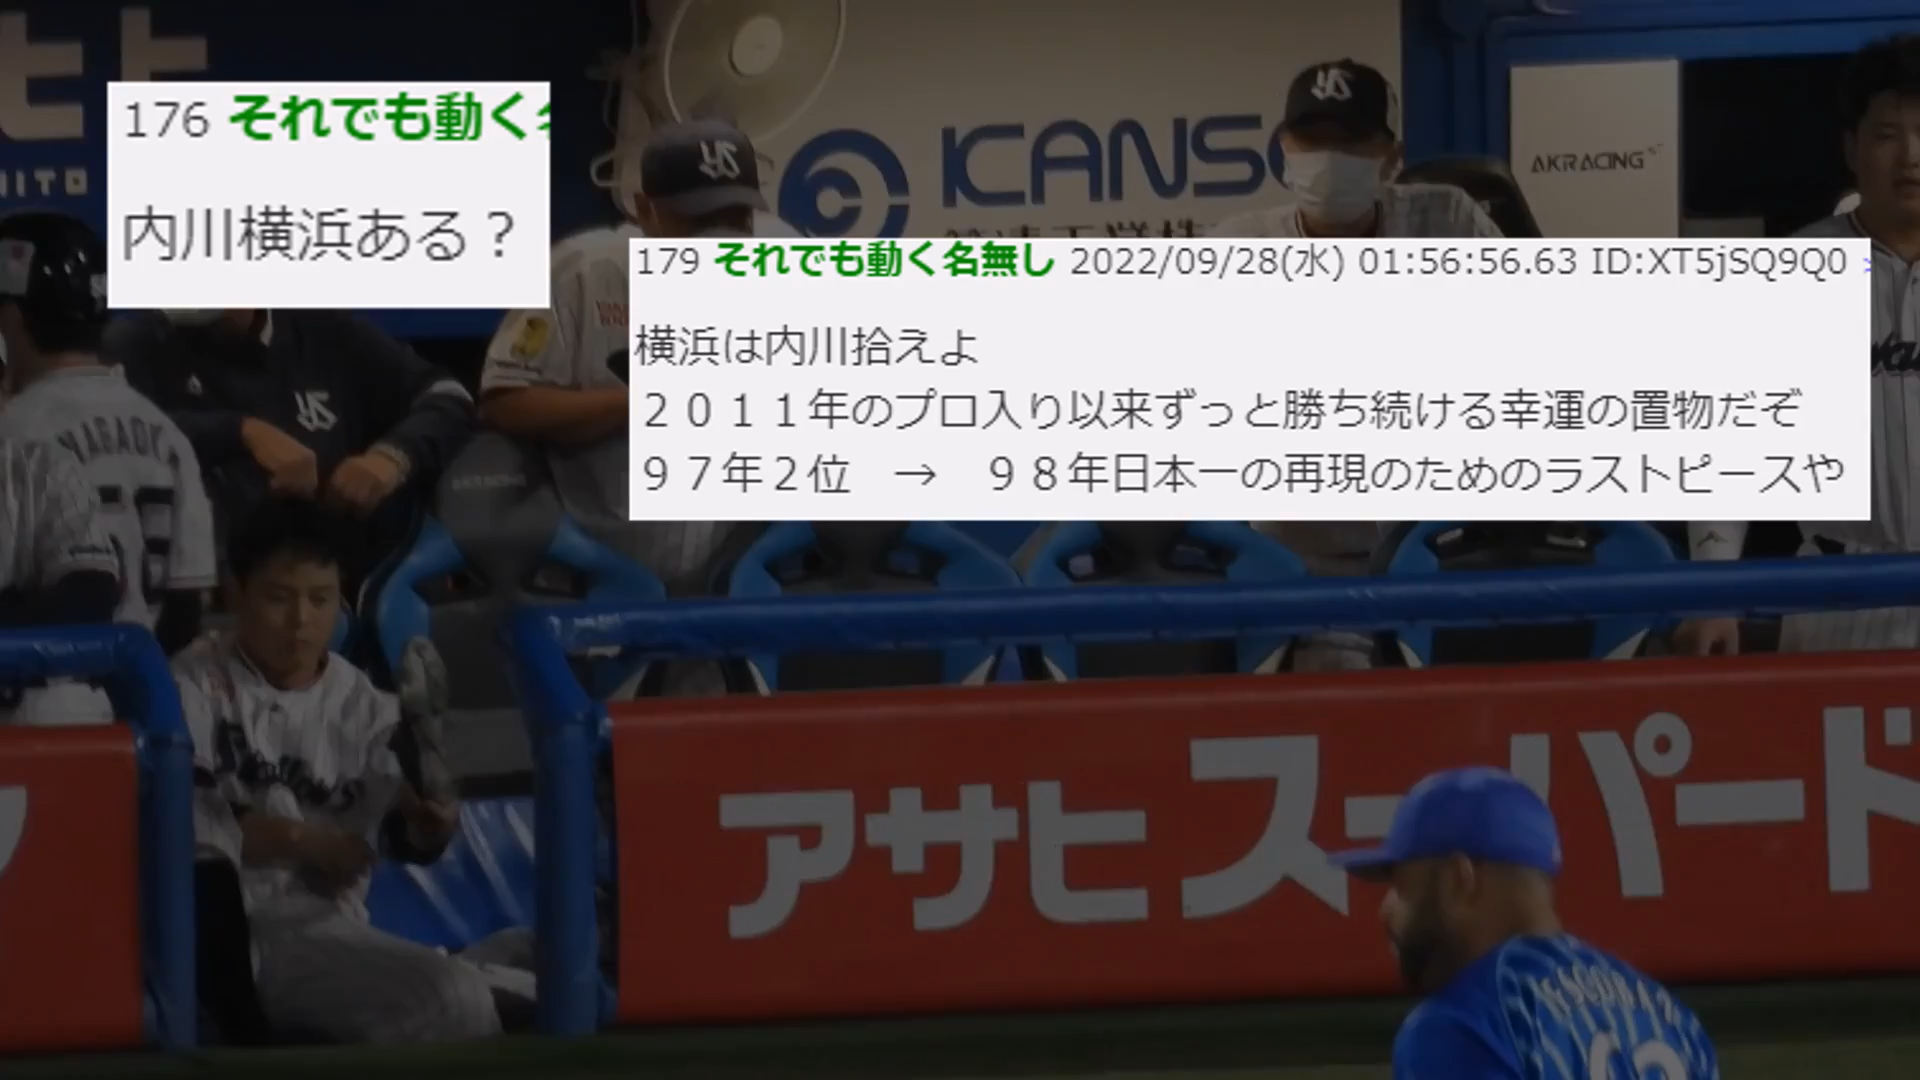 176 それでも動く
内川横浜ある？
179 それでも動く名無し 2022/09/28(水) 01:56:56.63 ID:XT5jSQ9Q0
横浜は内川拾えよ
２０１１年のプロ入り以来ずっと勝ち続ける幸運の置物だぞ
９７年２位　→　９８年日本一の再現のためのラストピースや
KANS
AKRACING
NAGAOKA
アサヒ スーパード